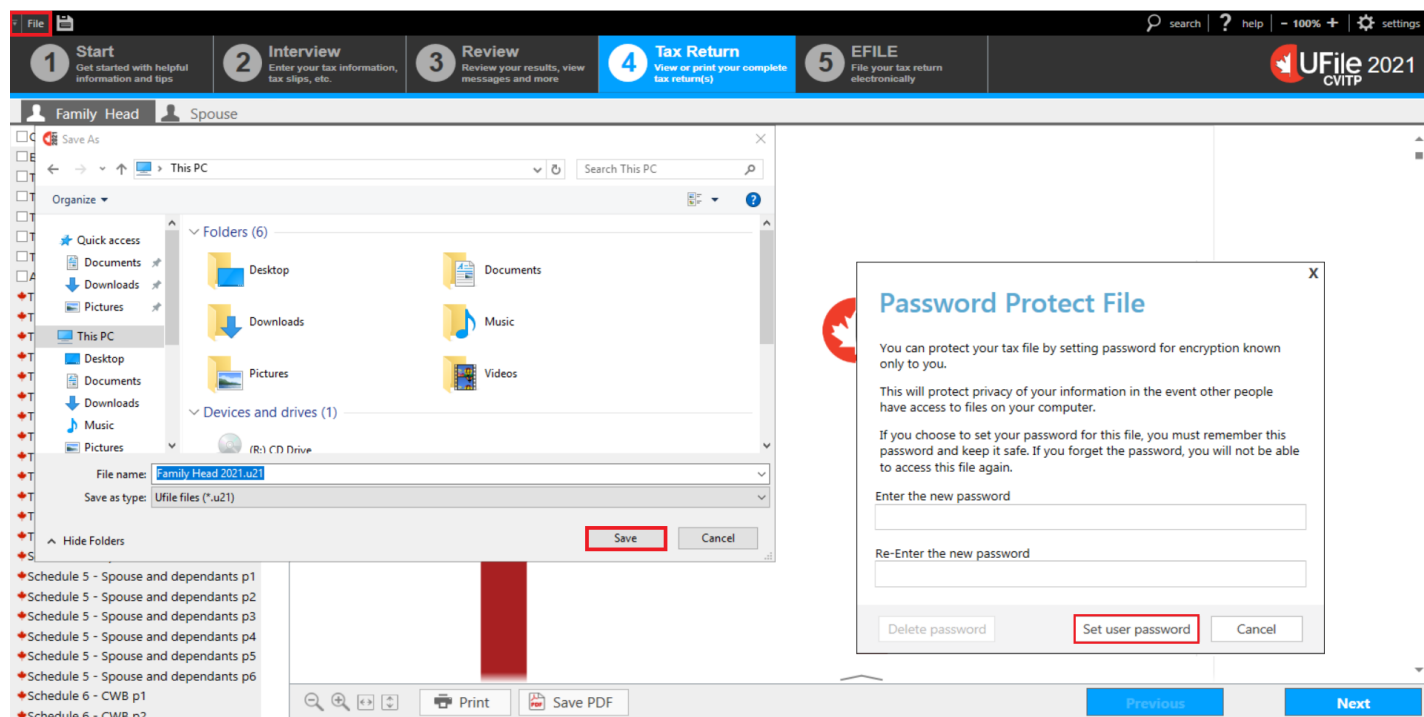 File
search ? help - 100% + settings
1 Start
Get started with helpful
information and tips
2 Interview
Enter your tax information,
tax slips, etc.
3 Review
Review your results, view
messages and more
4 Tax Return
View or print your complete
tax return(s)
5 EFILE
File your tax return
electronically
UFile 2021
CVITP
Family Head
Spouse
Save As
This PC
Search This PC
Organize
?
Quick access
Documents
Downloads
Pictures
This PC
Desktop
Documents
Downloads
Music
Pictures
Folders (6)
Desktop
Documents
Downloads
Music
Pictures
Videos
Devices and drives (1)
(R:) CD Drive
File name: Family Head 2021.u21
Save as type: Ufile files (*.u21)
Hide Folders
Save
Cancel
X
Password Protect File
You can protect your tax file by setting password for encryption known
only to you.
This will protect privacy of your information in the event other people
have access to files on your computer.
If you choose to set your password for this file, you must remember this
password and keep it safe. If you forget the password, you will not be able
to access this file again.
Enter the new password
Re-Enter the new password
Delete password
Set user password
Cancel
Schedule 5 - Spouse and dependants p1
Schedule 5 - Spouse and dependants p2
Schedule 5 - Spouse and dependants p3
Schedule 5 - Spouse and dependants p4
Schedule 5 - Spouse and dependants p5
Schedule 5 - Spouse and dependants p6
Schedule 6 - CWB p1
Schedule 6 - CWB p2
Print
PDF
Save PDF
Previous
Next